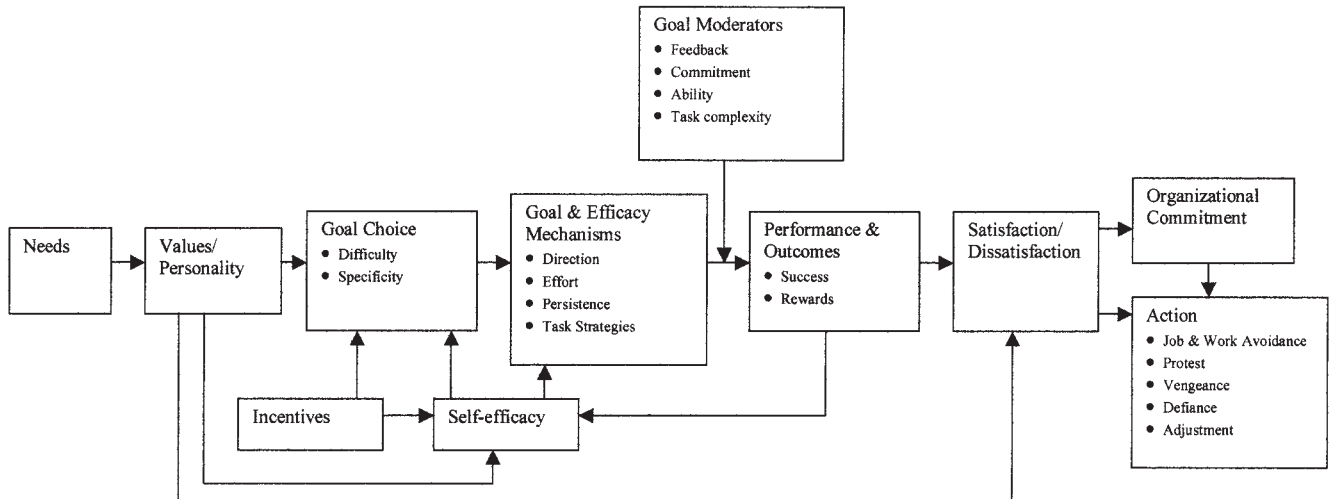 Goal Moderators
• Feedback
• Commitment
• Ability
• Task complexity
Needs
Values/
Personality
Goal Choice
• Difficulty
• Specificity
Goal & Efficacy
Mechanisms
• Direction
• Effort
• Persistence
• Task Strategies
Performance &
Outcomes
• Success
• Rewards
Satisfaction/
Dissatisfaction
Organizational
Commitment
Action
• Job & Work Avoidance
• Protest
• Vengeance
• Defiance
• Adjustment
Incentives
Self-efficacy